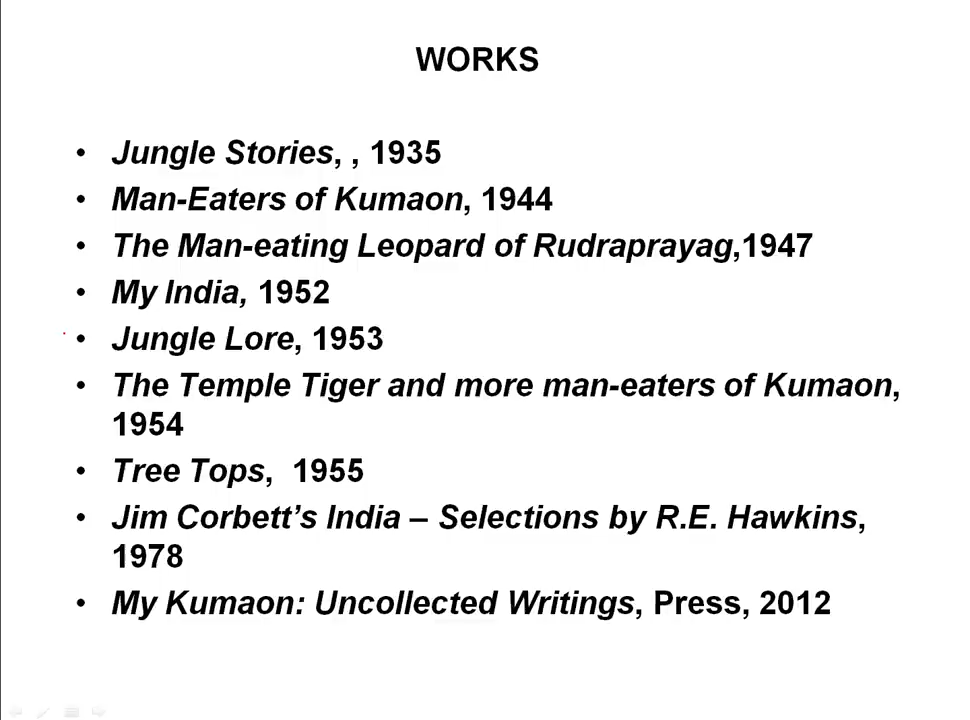 WORKS
• Jungle Stories, , 1935
• Man-Eaters of Kumaon, 1944
• The Man-eating Leopard of Rudraprayag,1947
• My India, 1952
• Jungle Lore, 1953
• The Temple Tiger and more man-eaters of Kumaon,
1954
• Tree Tops,  1955
• Jim Corbett’s India – Selections by R.E. Hawkins,
1978
• My Kumaon: Uncollected Writings, Press, 2012